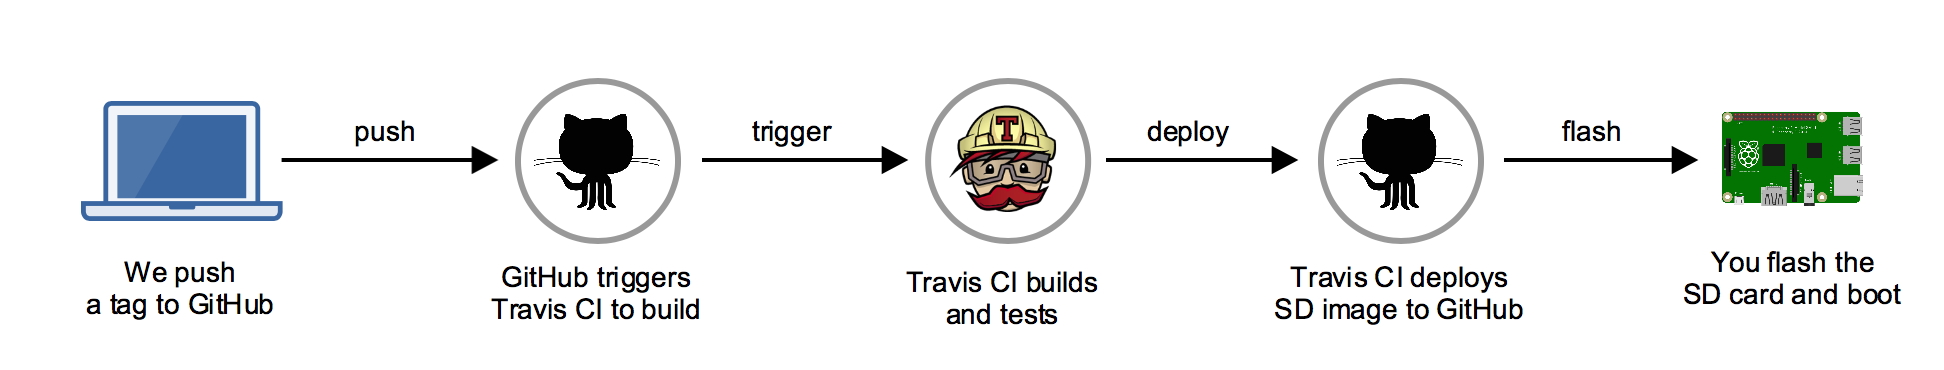 push
trigger
deploy
flash
T
We push
a tag to GitHub
GitHub triggers
Travis CI to build
Travis CI builds
and tests
Travis CI deploys
SD image to GitHub
You flash the
SD card and boot